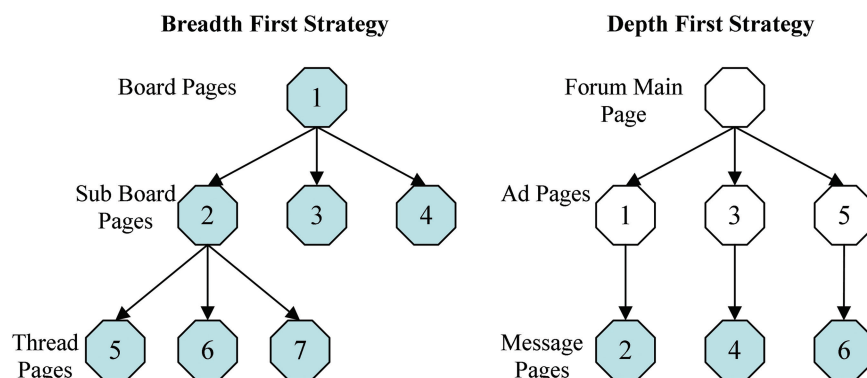 Breadth First Strategy
Board Pages
1
Sub Board
Pages
2
3
4
Thread
Pages
5
6
7
Depth First Strategy
Forum Main
Page
Ad Pages
1
3
5
Message
Pages
2
4
6